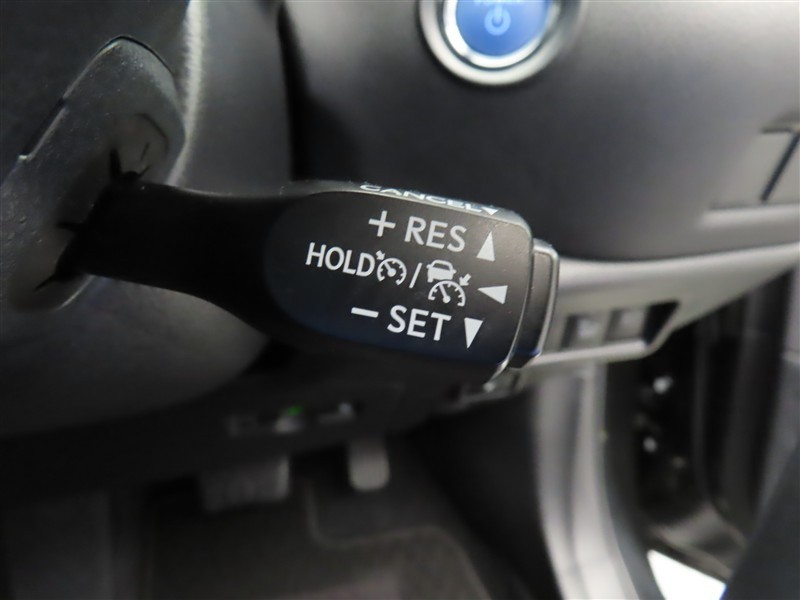 CANCEL
+ RES
HOLD /
- SET